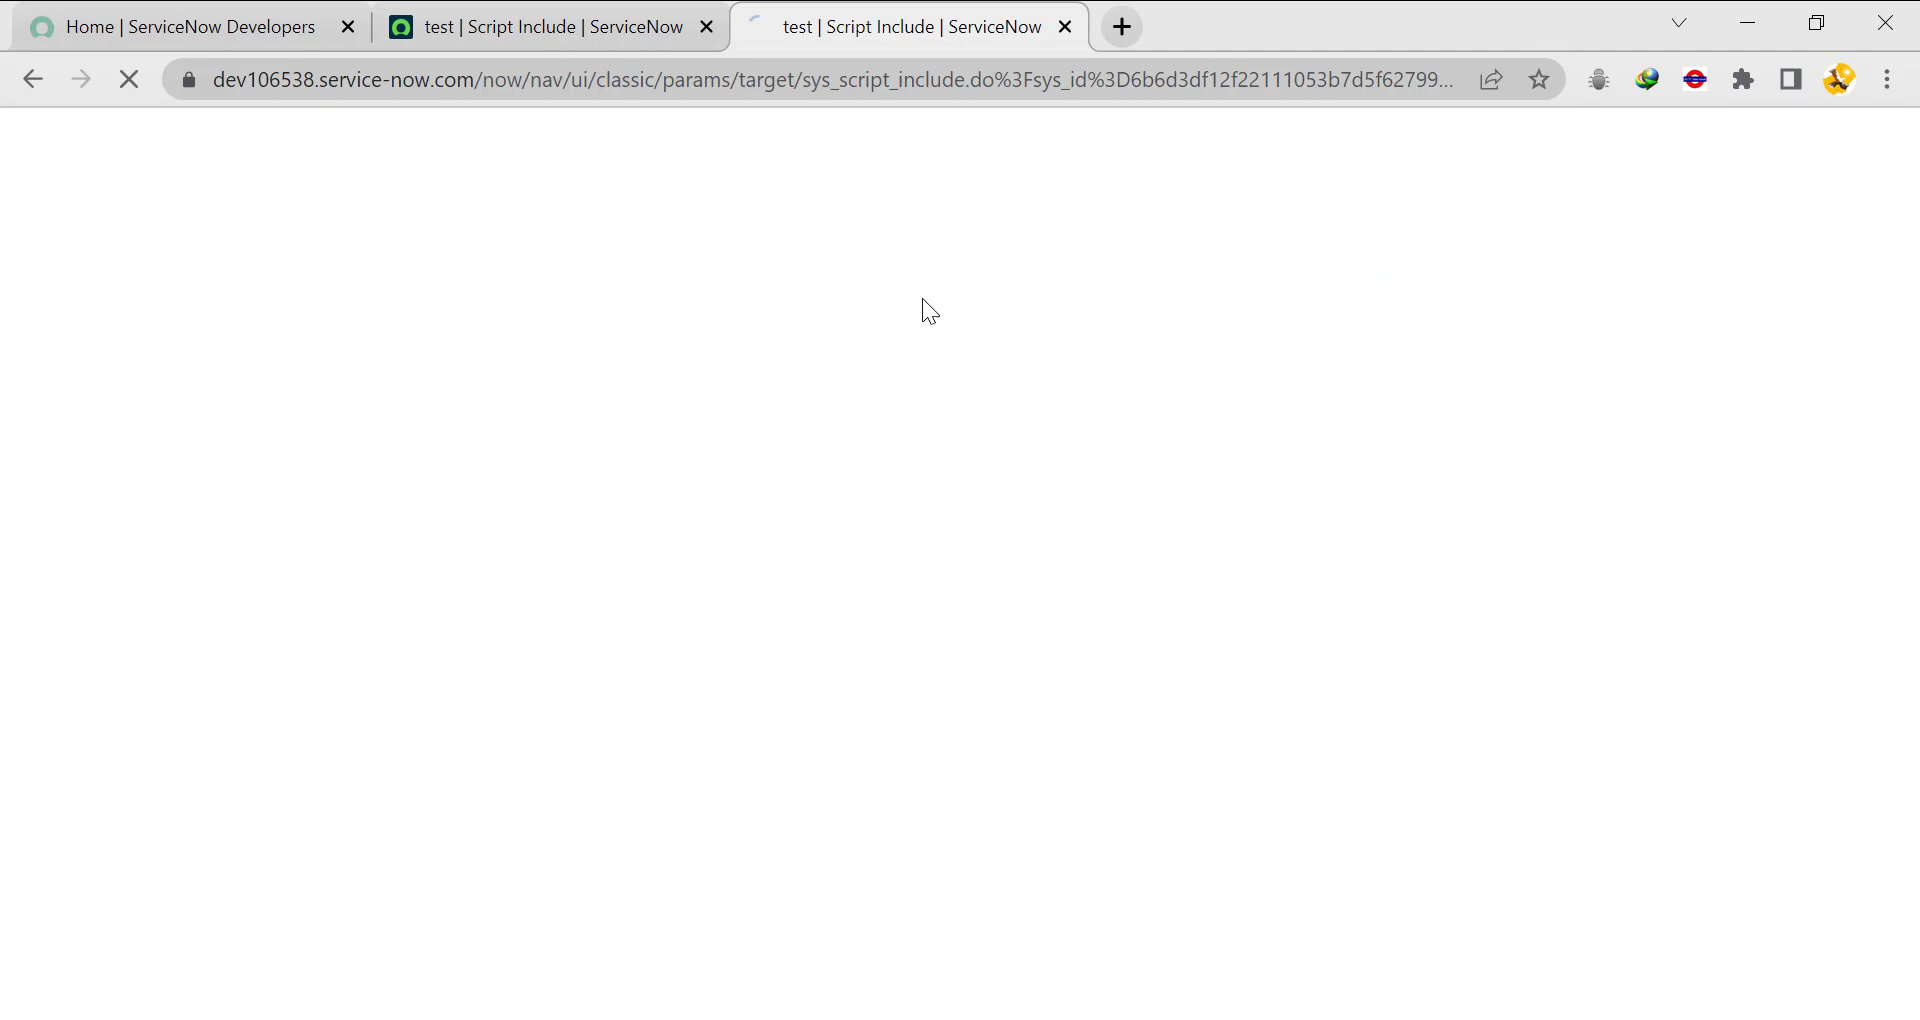 Home | ServiceNow Developers
test | Script Include | ServiceNow
test | Script Include | ServiceNow
dev106538.service-now.com/now/nav/ui/classic/params/target/sys_script_include.do%3Fsys_id%3D6b6d3df12f22111053b7d5f62799...